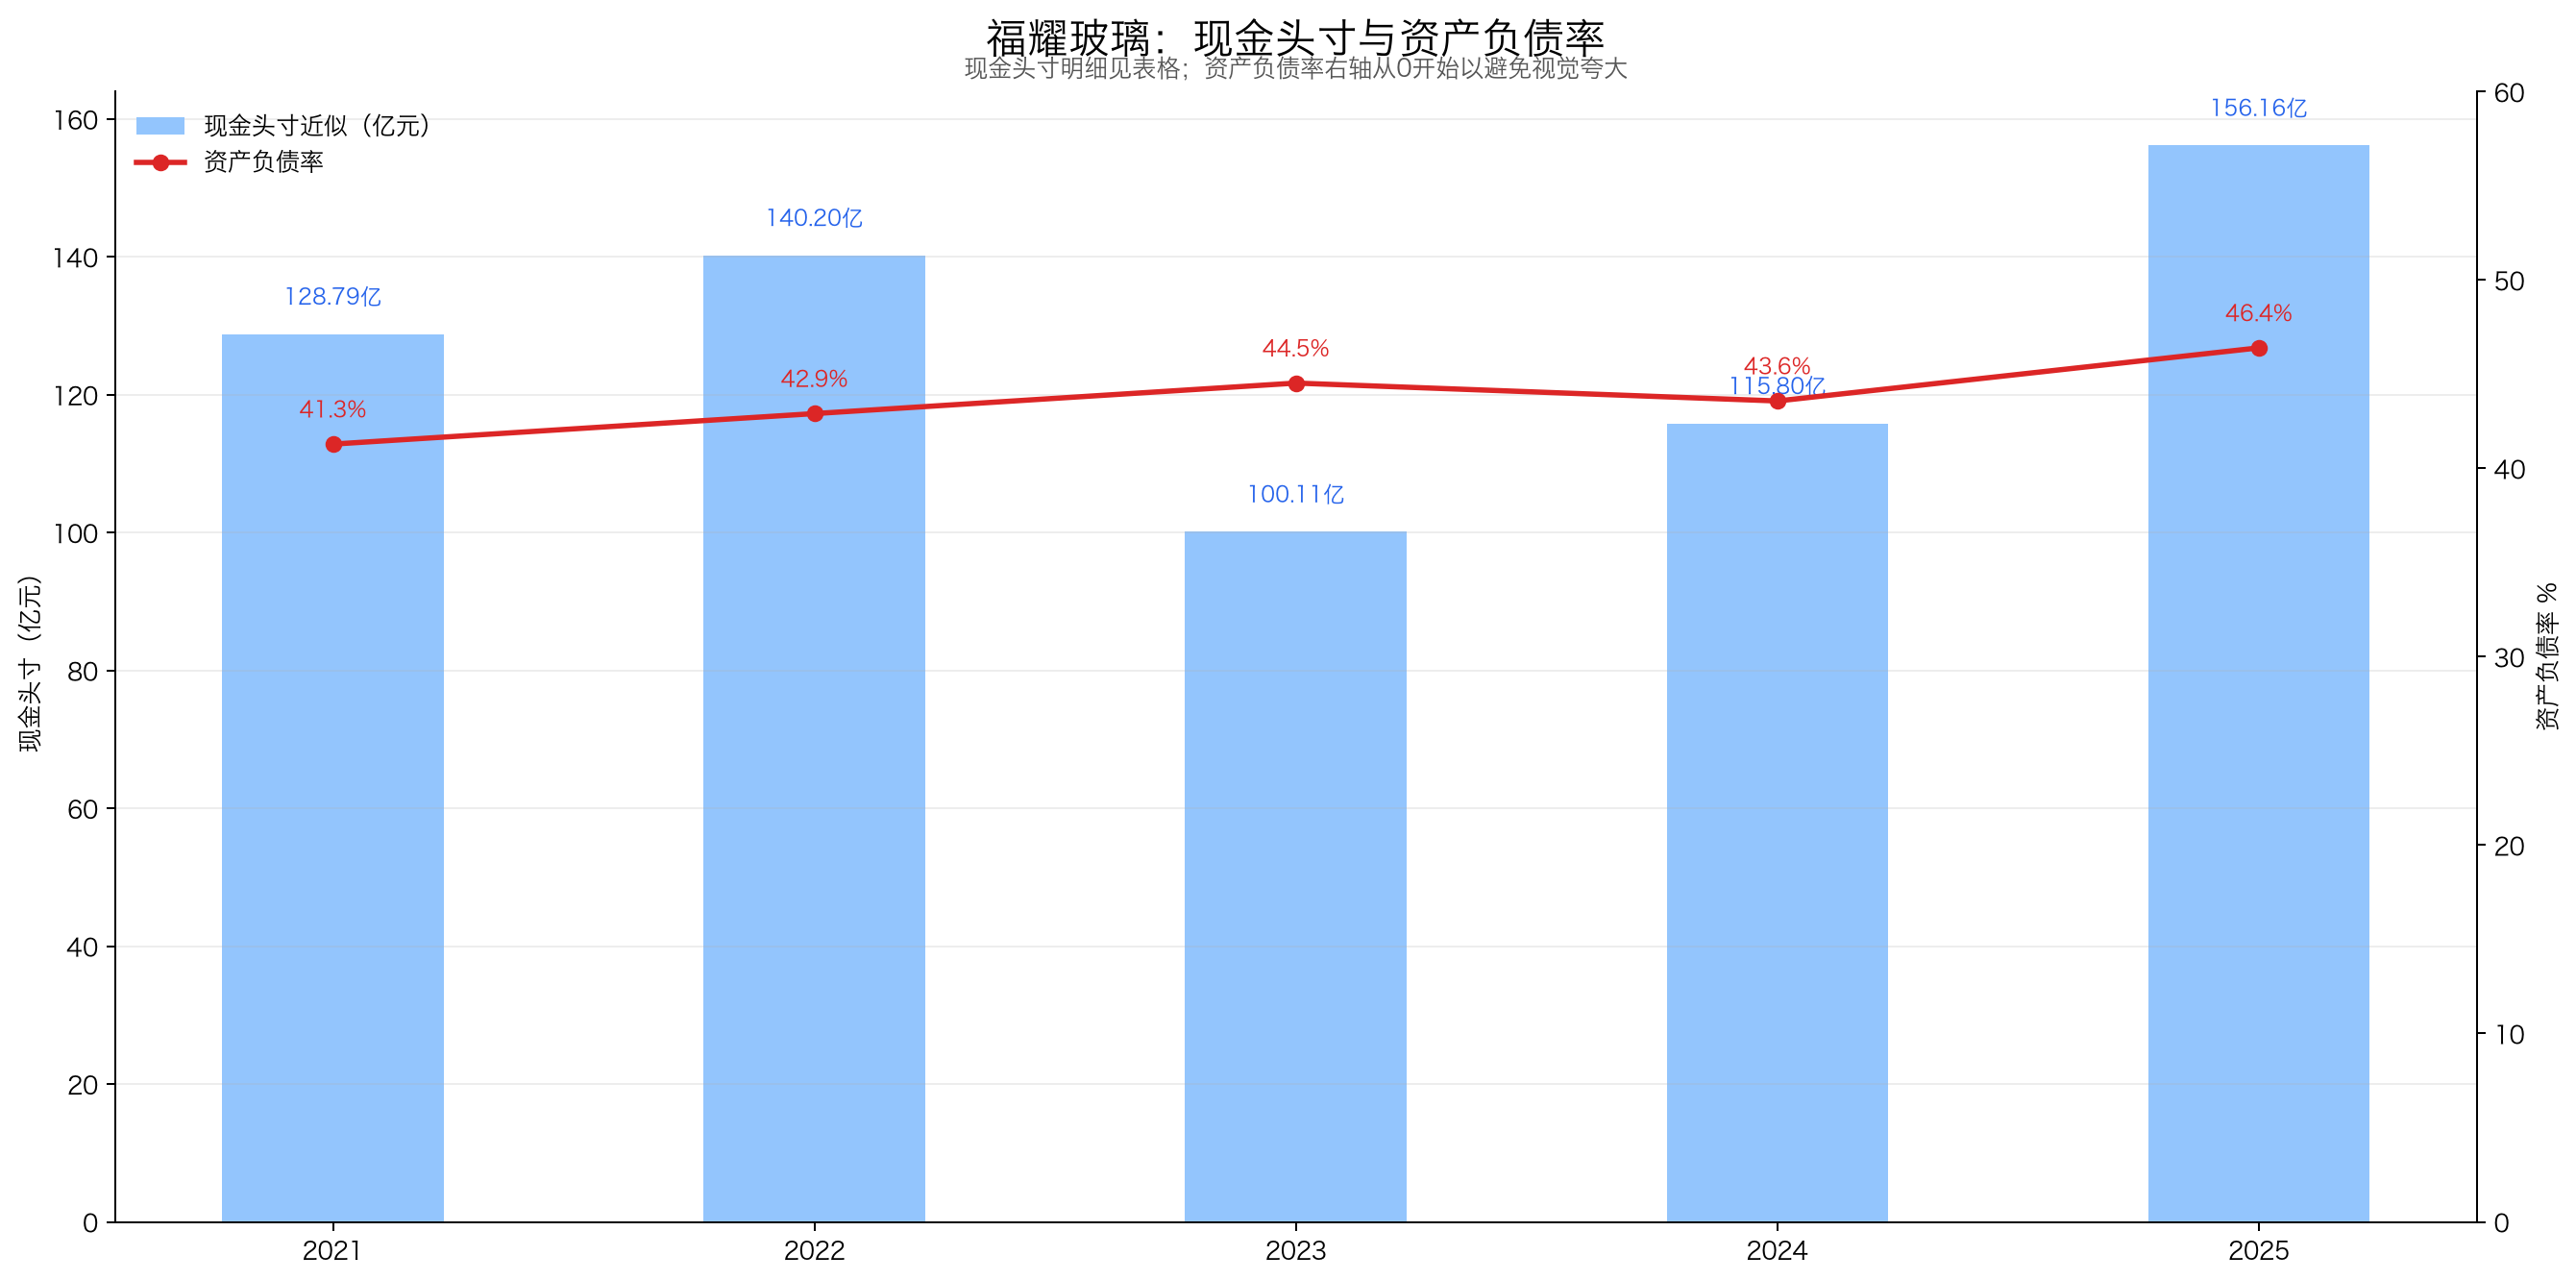 福耀玻璃：现金头寸与资产负债率
现金头寸明细见表格；资产负债率右轴从0开始以避免视觉夸大
现金头寸近似（亿元）
资产负债率
现金头寸（亿元）
160
140
120
100
80
60
40
20
0
128.79亿
140.20亿
100.11亿
115.80亿
156.16亿
41.3%
42.9%
44.5%
43.6%
46.4%
60
50
40
30
20
10
0
资产负债率 %
2021
2022
2023
2024
2025